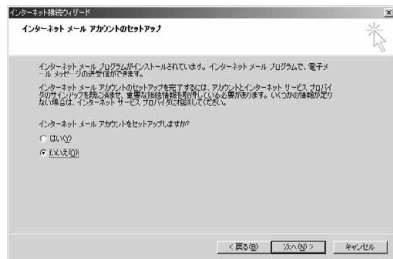 インターネット接続ウィザード
インターネット メール アカウントのセットアップ
インターネット メール プログラムがインストールされています。インターネット メール プログラムで、電子メ
ール メッセージの送受信ができます。
インターネット メール アカウントのセットアップを完了するには、アカウントとインターネット サービス プロバイ
ダのサインアップを既に済ませ、重要な接続情報を取得している必要があります。いくつかの情報が足り
ない場合は、インターネット サービス プロバイダに相談してください。
インターネット メール アカウントをセットアップしますか?
はい(Y)
いいえ(O)
< 戻る(B)
次へ(N) >
キャンセル